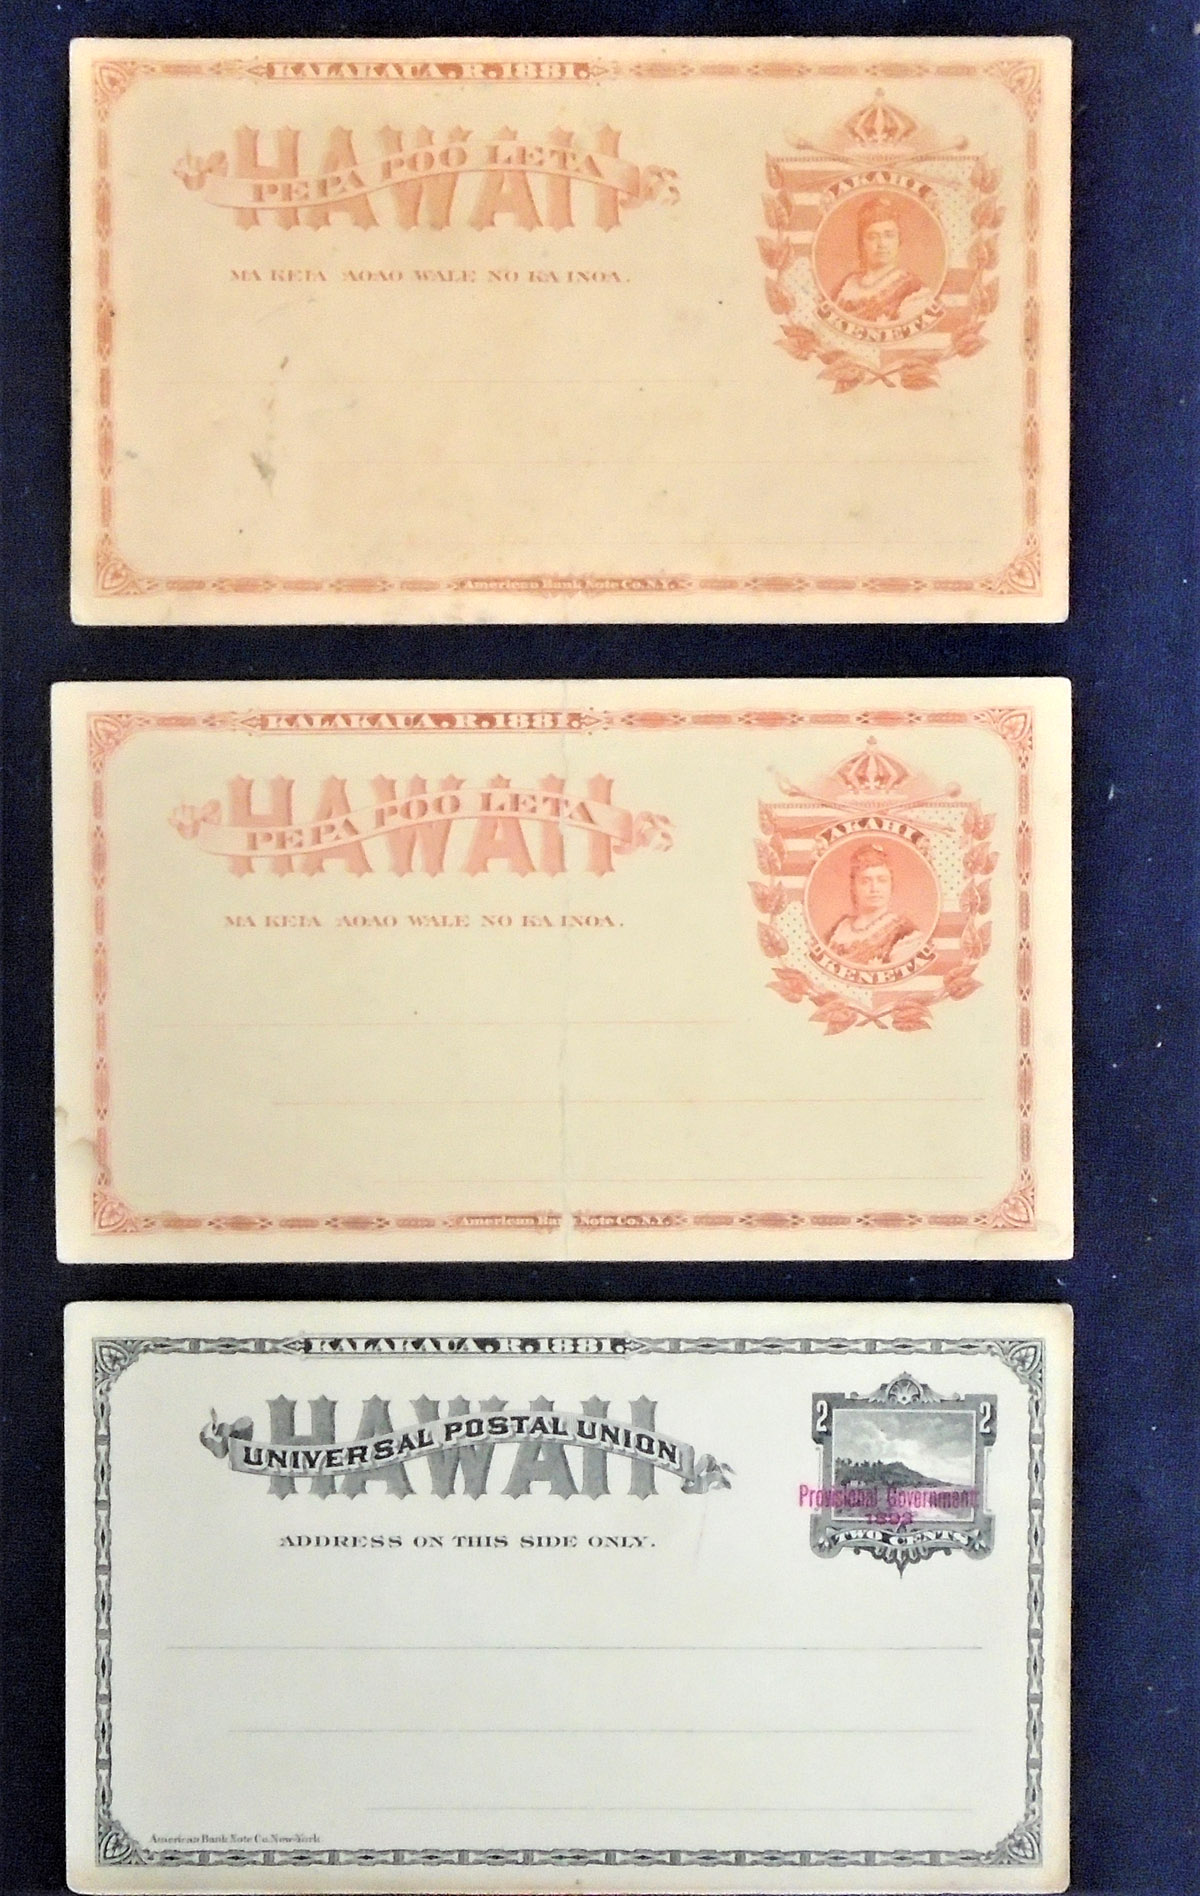 KALAKAUA.R.1881.
HAWAII
PEPA POO LETA
MA KEIA AOAO WALE NO KA INOA.
AKAHI
KENETA
American Bank Note Co. N.Y.
KALAKAUA.R.1881.
HAWAII
PEPA POO LETA
MA KEIA AOAO WALE NO KA INOA.
AKAHI
KENETA
American Bank Note Co. N.Y.
KALAKAUA.R.1881.
HAWAII
UNIVERSAL POSTAL UNION
ADDRESS ON THIS SIDE ONLY.
2 2
Provisional Government
1893
TWO CENTS
American Bank Note Co. New-York